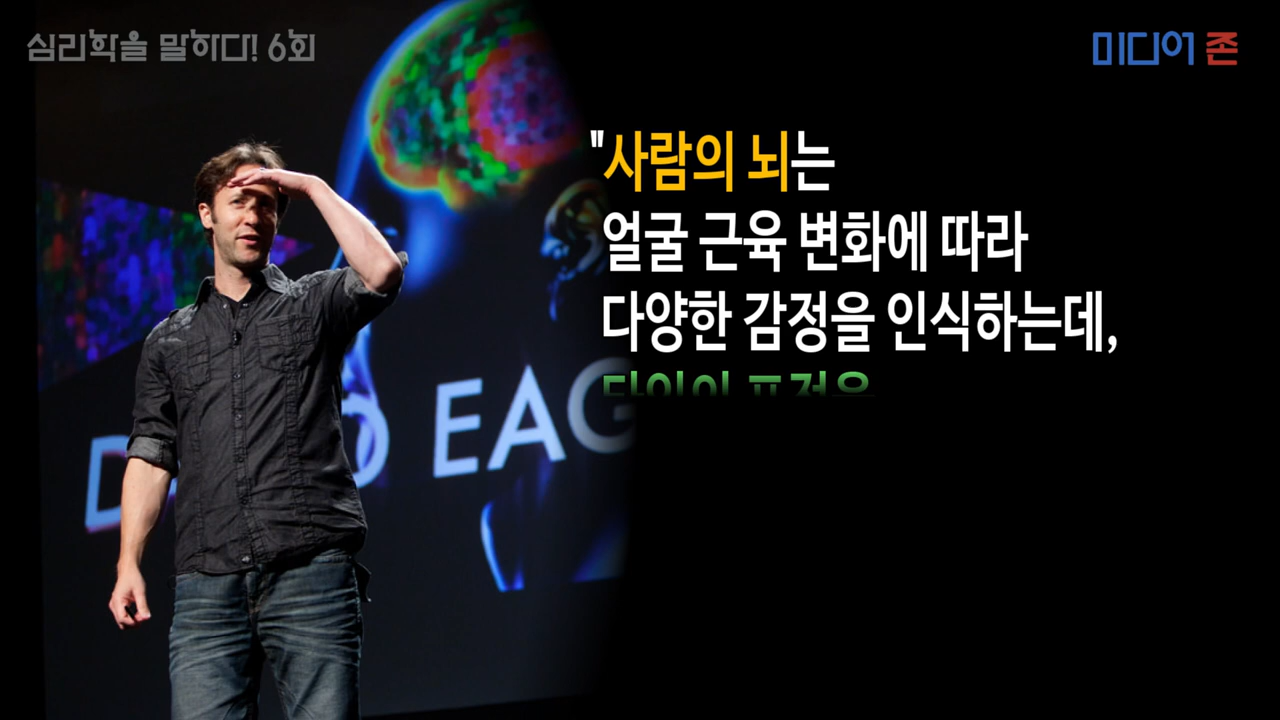 심리학을 말하다! 6회
미디어 존
"사람의 뇌는
얼굴 근육 변화에 따라
다양한 감정을 인식하는데,
EAG